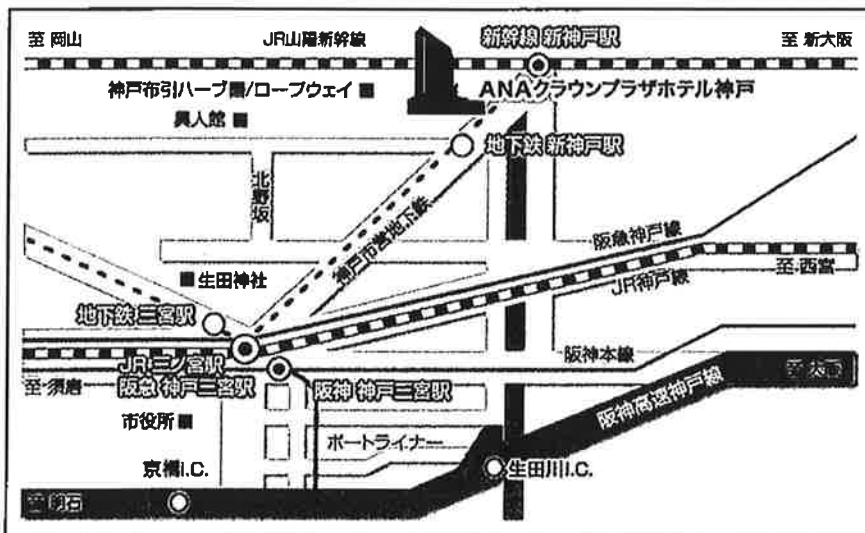 至 岡山
JR山陽新幹線
新幹線 新神戸駅
至 新大阪
神戸布引ハーブ園/ロープウェイ
ANAクラウンプラザホテル神戸
異人館
地下鉄 新神戸駅
北野坂
神戸市営地下鉄
阪急神戸線
生田神社
至 西宮
JR神戸線
地下鉄 三宮駅
JR 三ノ宮駅
阪神本線
至 須磨
阪急 神戸三宮駅
阪神 神戸三宮駅
至 大阪
阪神高速神戸線
市役所
ポートライナー
京橋I.C.
生田川I.C.
至 明石